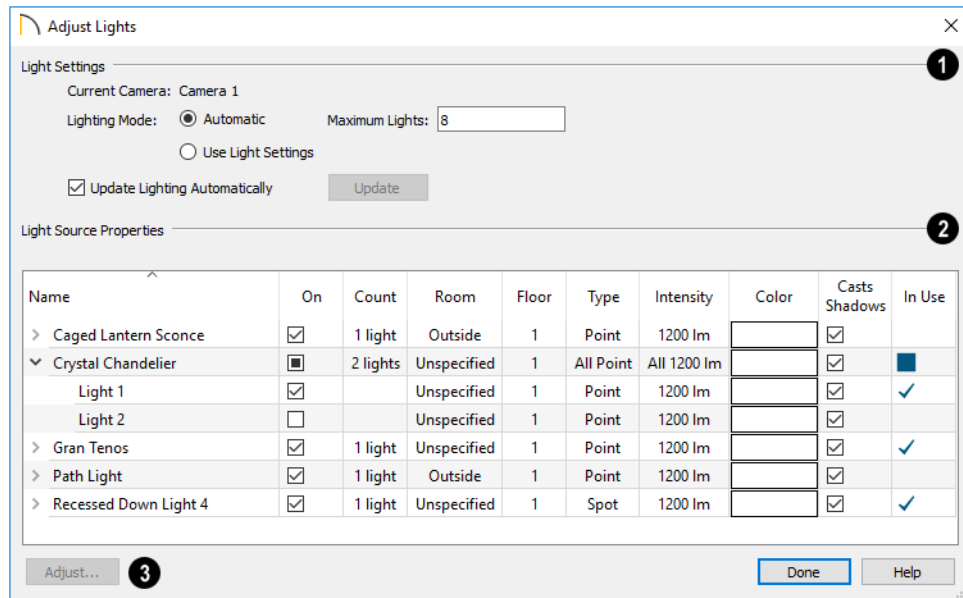 Adjust Lights
1
Light Settings
Current Camera: Camera 1
Lighting Mode: Automatic Maximum Lights: 8
Use Light Settings
Update Lighting Automatically Update
2
Light Source Properties
Name On Count Room Floor Type Intensity Color Casts Shadows In Use
Caged Lantern Sconce 1 light Outside 1 Point 1200 lm
Crystal Chandelier 2 lights Unspecified 1 All Point All 1200 lm
Light 1 Unspecified 1 Point 1200 lm
Light 2 Unspecified 1 Point 1200 lm
Gran Tenos 1 light Unspecified 1 Point 1200 lm
Path Light 1 light Outside 1 Point 1200 lm
Recessed Down Light 4 1 light Unspecified 1 Spot 1200 lm
Adjust... 3 Done Help